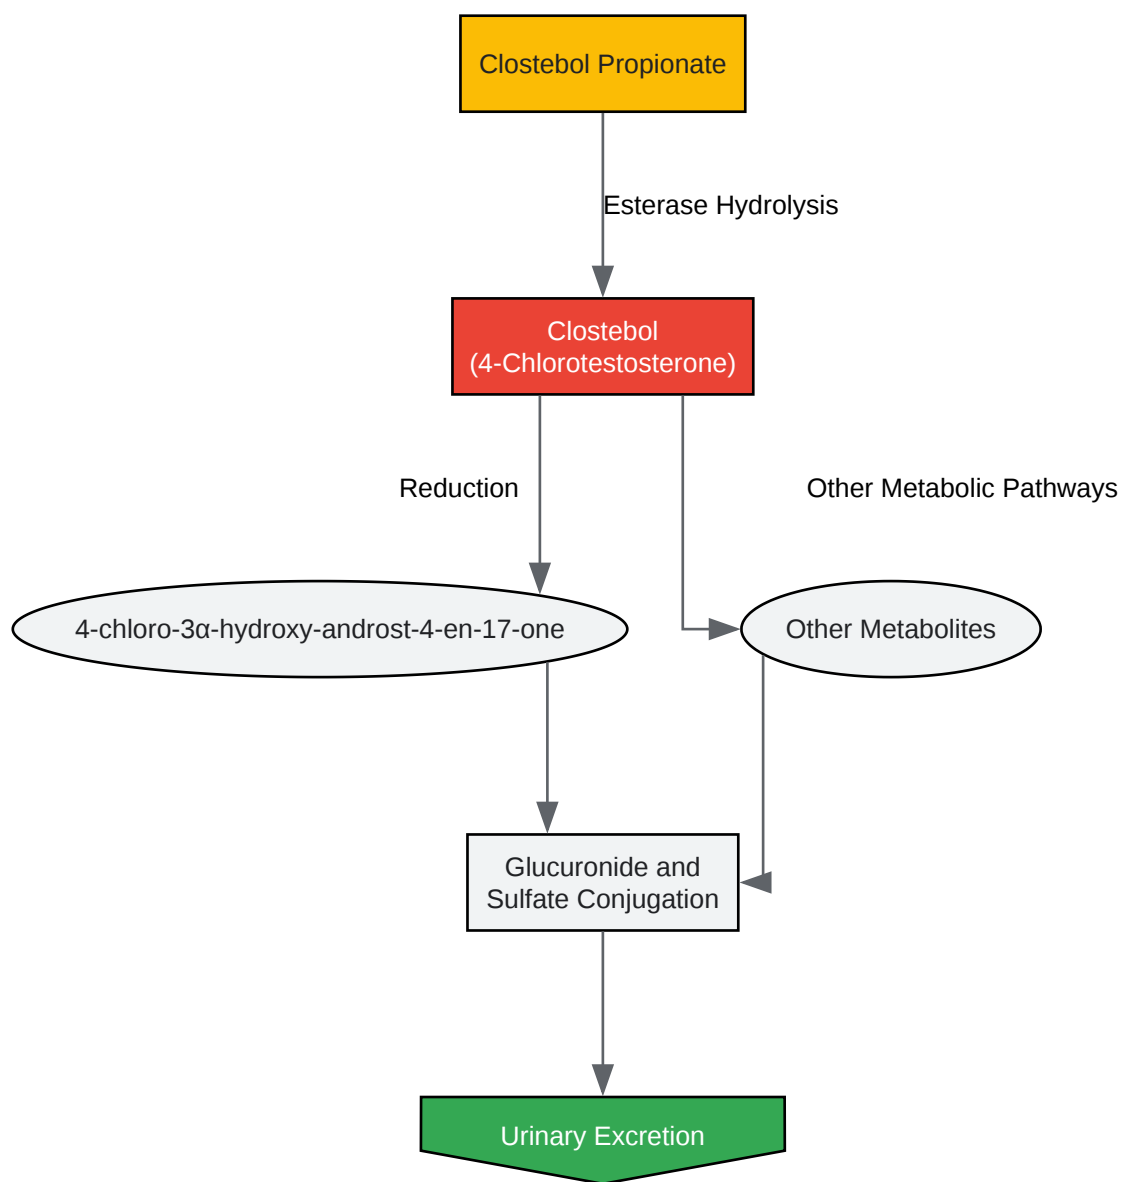 Clostebol Propionate
Esterase Hydrolysis
Clostebol
(4-Chlorotestosterone)
Reduction
Other Metabolic Pathways
4-chloro-3α-hydroxy-androst-4-en-17-one
Other Metabolites
Glucuronide and
Sulfate Conjugation
Urinary Excretion